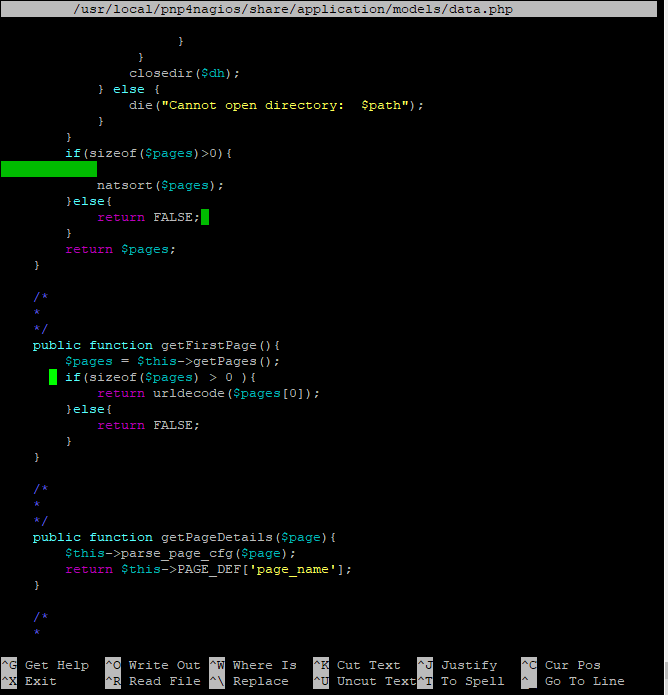 /usr/local/pnp4nagios/share/application/models/data.php
}
}
closedir($dh);
} else {
die("Cannot open directory:  $path");
}
}
if(sizeof($pages)>0){
natsort($pages);
}else{
return FALSE;
}
return $pages;
}
/*
*
*/
public function getFirstPage(){
$pages = $this->getPages();
if(sizeof($pages) > 0 ){
return urldecode($pages[0]);
}else{
return FALSE;
}
}
/*
*
*/
public function getPageDetails($page){
$this->parse_page_cfg($page);
return $this->PAGE_DEF['page_name'];
}
/*
*
^G Get Help ^O Write Out ^W Where Is ^K Cut Text ^J Justify ^C Cur Pos
^X Exit ^R Read File ^\ Replace ^U Uncut Text ^T To Spell ^_ Go To Line